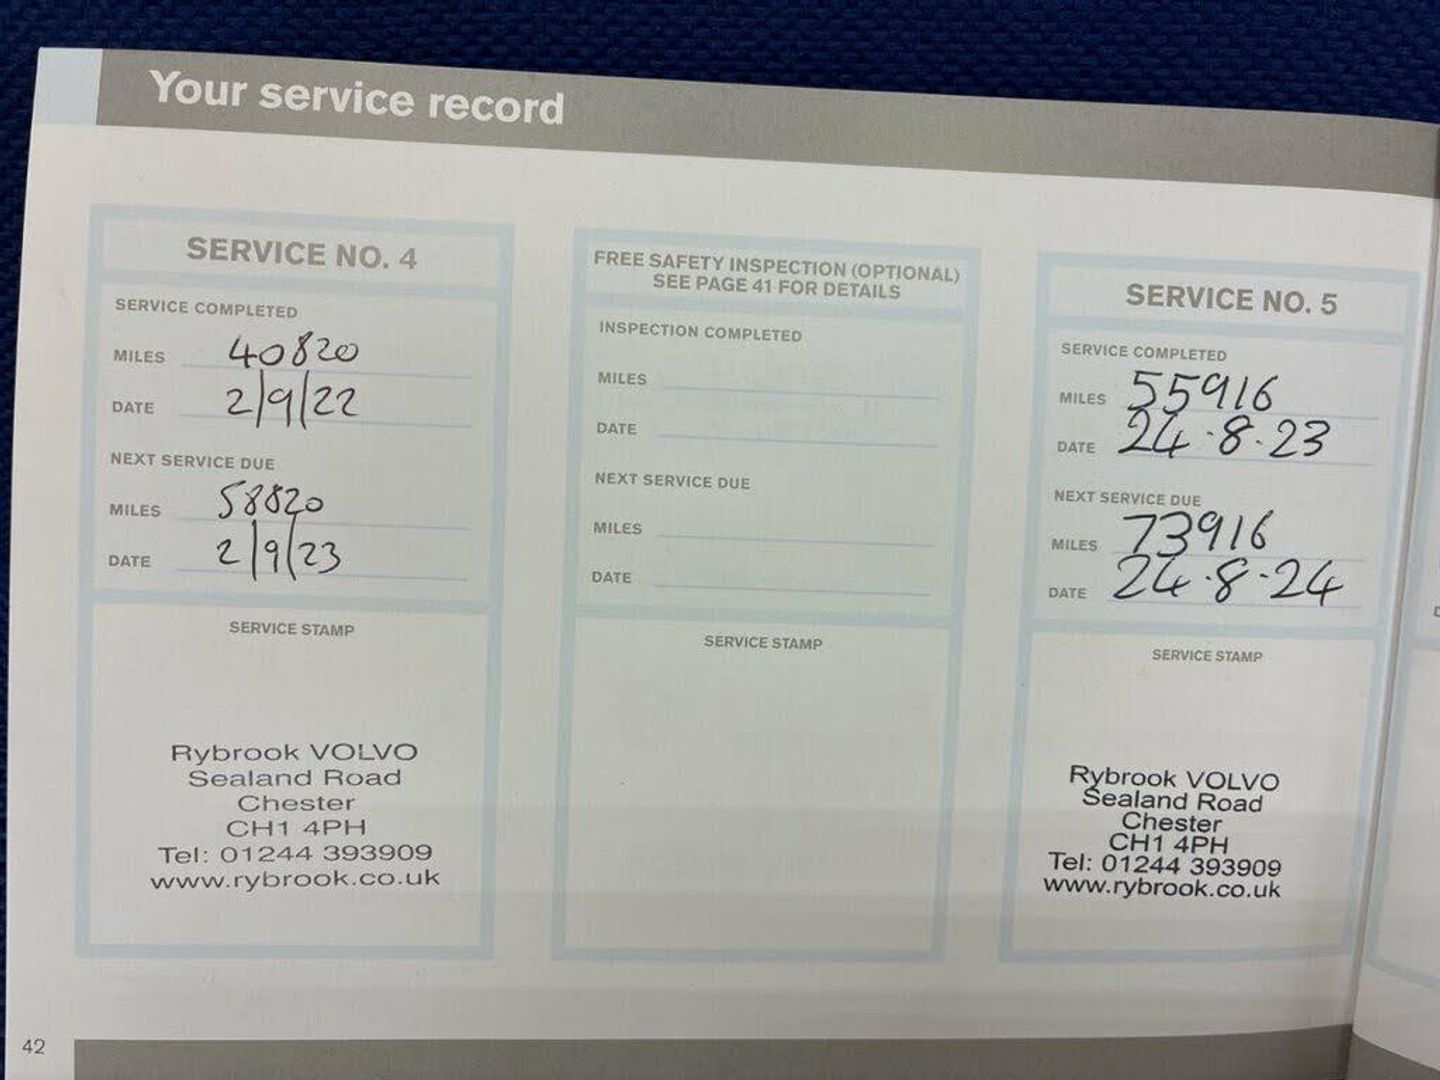 Your service record
SERVICE NO. 4
SERVICE COMPLETED
MILES 40820
DATE 2/9/22
NEXT SERVICE DUE
MILES 58820
DATE 2/9/23
SERVICE STAMP
Rybrook VOLVO
Sealand Road
Chester
CH1 4PH
Tel: 01244 393909
www.rybrook.co.uk
FREE SAFETY INSPECTION (OPTIONAL)
SEE PAGE 41 FOR DETAILS
INSPECTION COMPLETED
MILES
DATE
NEXT SERVICE DUE
MILES
DATE
SERVICE STAMP
SERVICE NO. 5
SERVICE COMPLETED
MILES 55916
DATE 24·8·23
NEXT SERVICE DUE
MILES 73916
DATE 24·8·24
SERVICE STAMP
Rybrook VOLVO
Sealand Road
Chester
CH1 4PH
Tel: 01244 393909
www.rybrook.co.uk
42